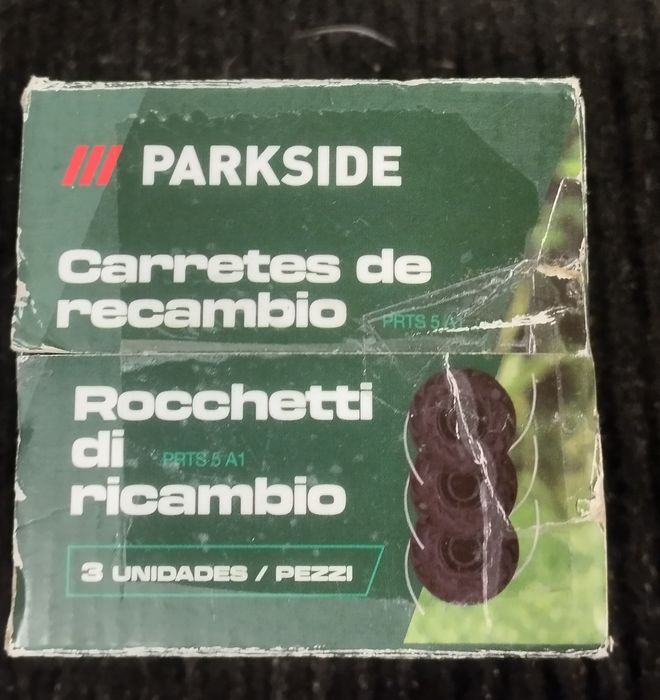 PARKSIDE
Carretes de
recambio PRTS 5 A1
Rocchetti
di PRTS 5 A1
ricambio
3 UNIDADES / PEZZI